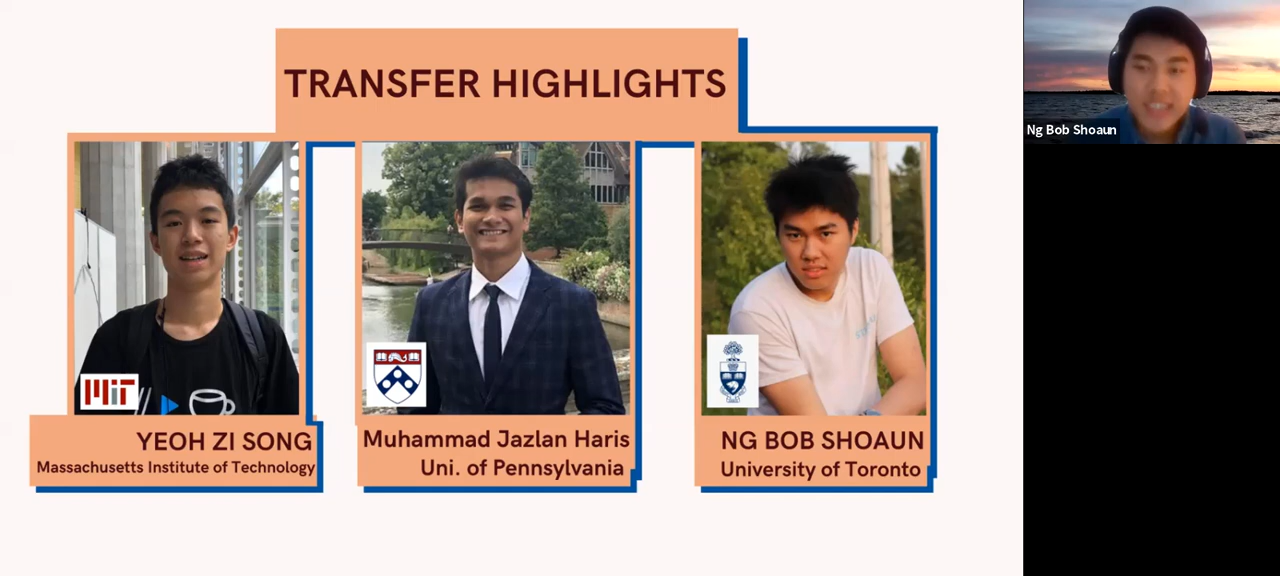 TRANSFER HIGHLIGHTS
Ng Bob Shoaun
MIT
YEOH ZI SONG
Massachusetts Institute of Technology
Muhammad Jazlan Haris
Uni. of Pennsylvania
NG BOB SHOAUN
University of Toronto